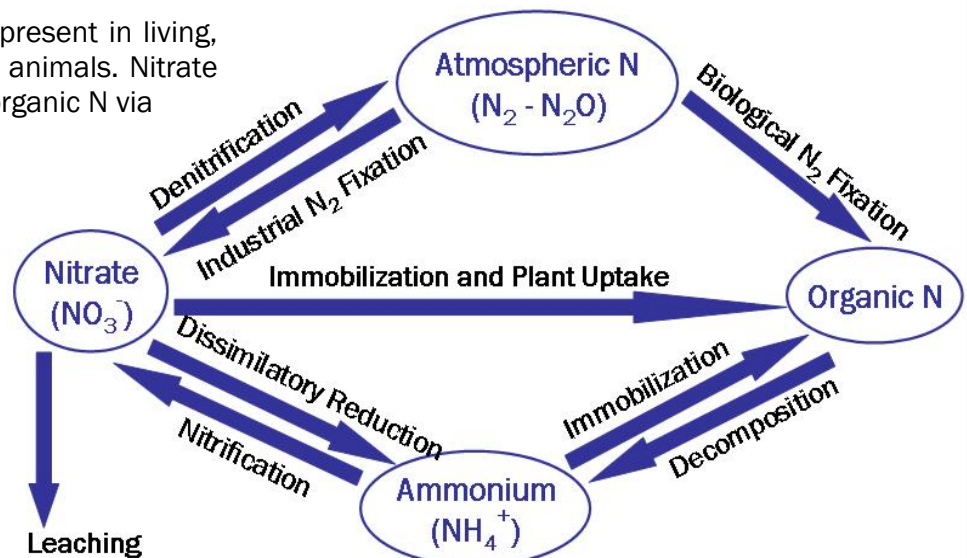 present in living,
animals. Nitrate
organic N via
Atmospheric N
(N₂ - N₂O)
Denitrification
Industrial N₂ Fixation
Biological N₂ Fixation
Nitrate
(NO₃⁻)
Immobilization and Plant Uptake
Organic N
Dissimilatory Reduction
Nitrification
Immobilization
Decomposition
Ammonium
(NH₄⁺)
Leaching